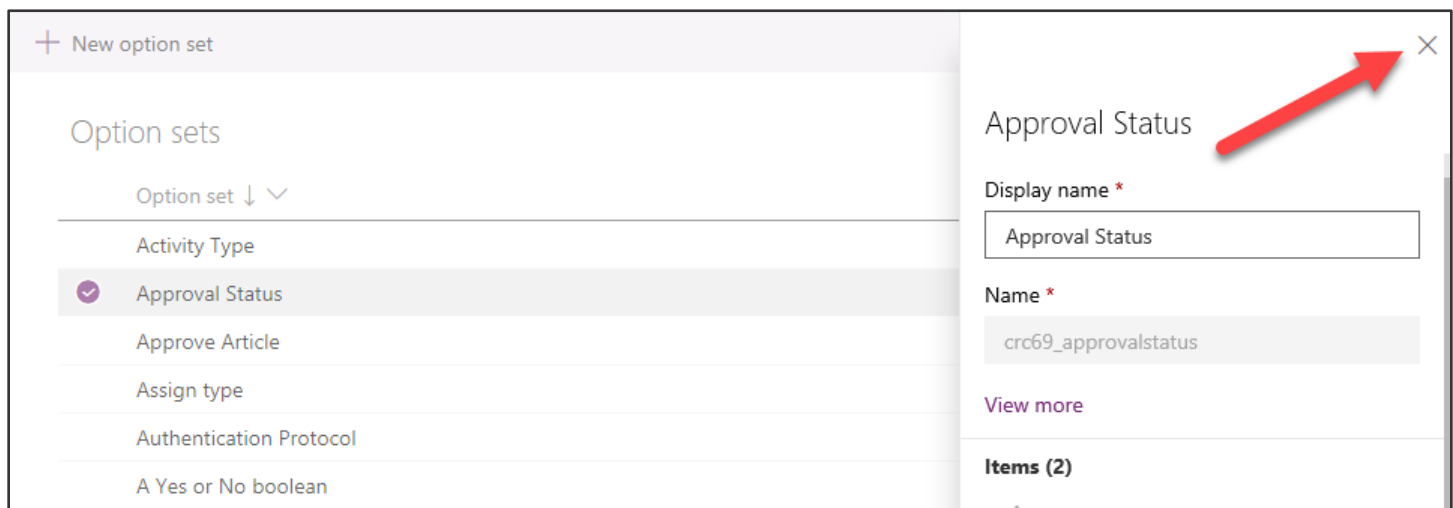 New option set
Option sets
Option set
Activity Type
Approval Status
Approve Article
Assign type
Authentication Protocol
A Yes or No boolean
Approval Status
Display name *
Approval Status
Name *
crc69_approvalstatus
View more
Items (2)